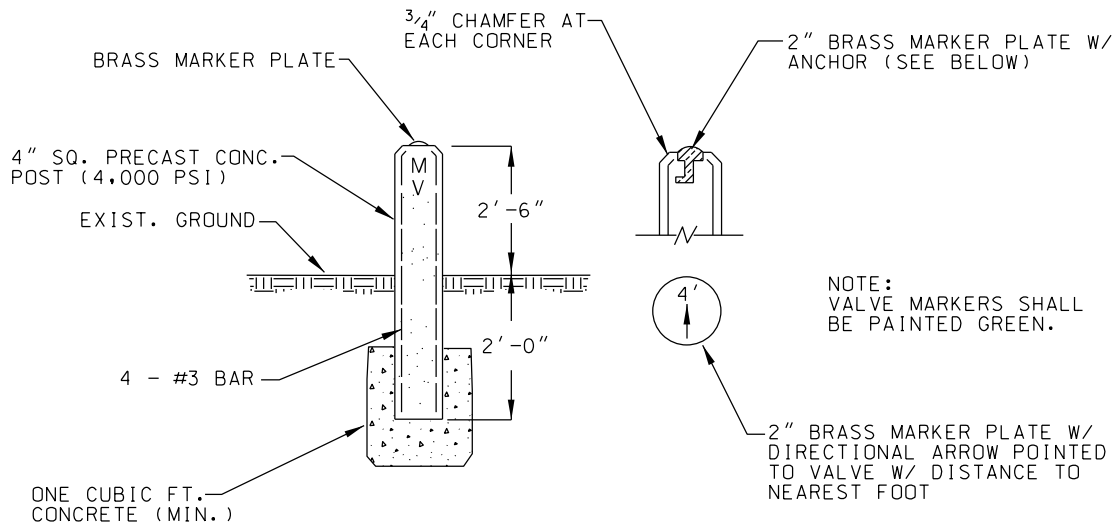 3/4" CHAMFER AT
EACH CORNER
2" BRASS MARKER PLATE W/
ANCHOR (SEE BELOW)
BRASS MARKER PLATE
4" SQ. PRECAST CONC.
POST (4,000 PSI)
M
V
2'-6"
EXIST. GROUND
4'
NOTE:
VALVE MARKERS SHALL
BE PAINTED GREEN.
2'-0"
4 - #3 BAR
2" BRASS MARKER PLATE W/
DIRECTIONAL ARROW POINTED
TO VALVE W/ DISTANCE TO
NEAREST FOOT
ONE CUBIC FT.
CONCRETE (MIN.)